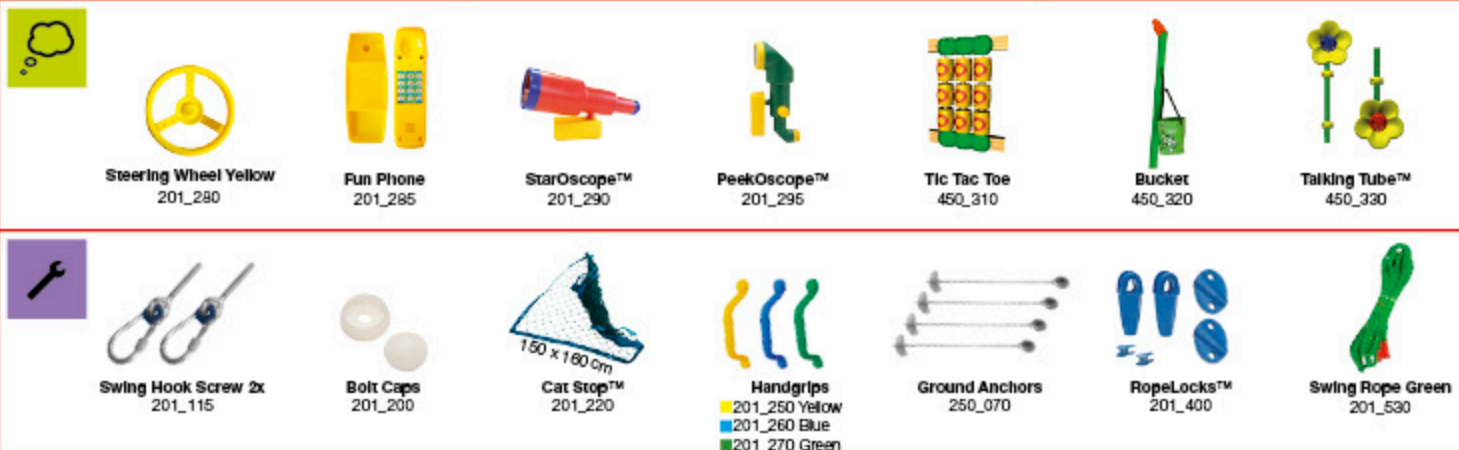 Steering Wheel Yellow
201_280
Fun Phone
201_285
StarOscope™
201_290
PeekOscope™
201_295
Tic Tac Toe
450_310
Bucket
450_320
Talking Tube™
450_330
Swing Hook Screw 2x
201_115
Bolt Caps
201_200
150 x 160 cm
Cat Stop™
201_220
Handgrips
201_250 Yellow
201_260 Blue
201_270 Green
Ground Anchors
250_070
RopeLocks™
201_400
Swing Rope Green
201_530